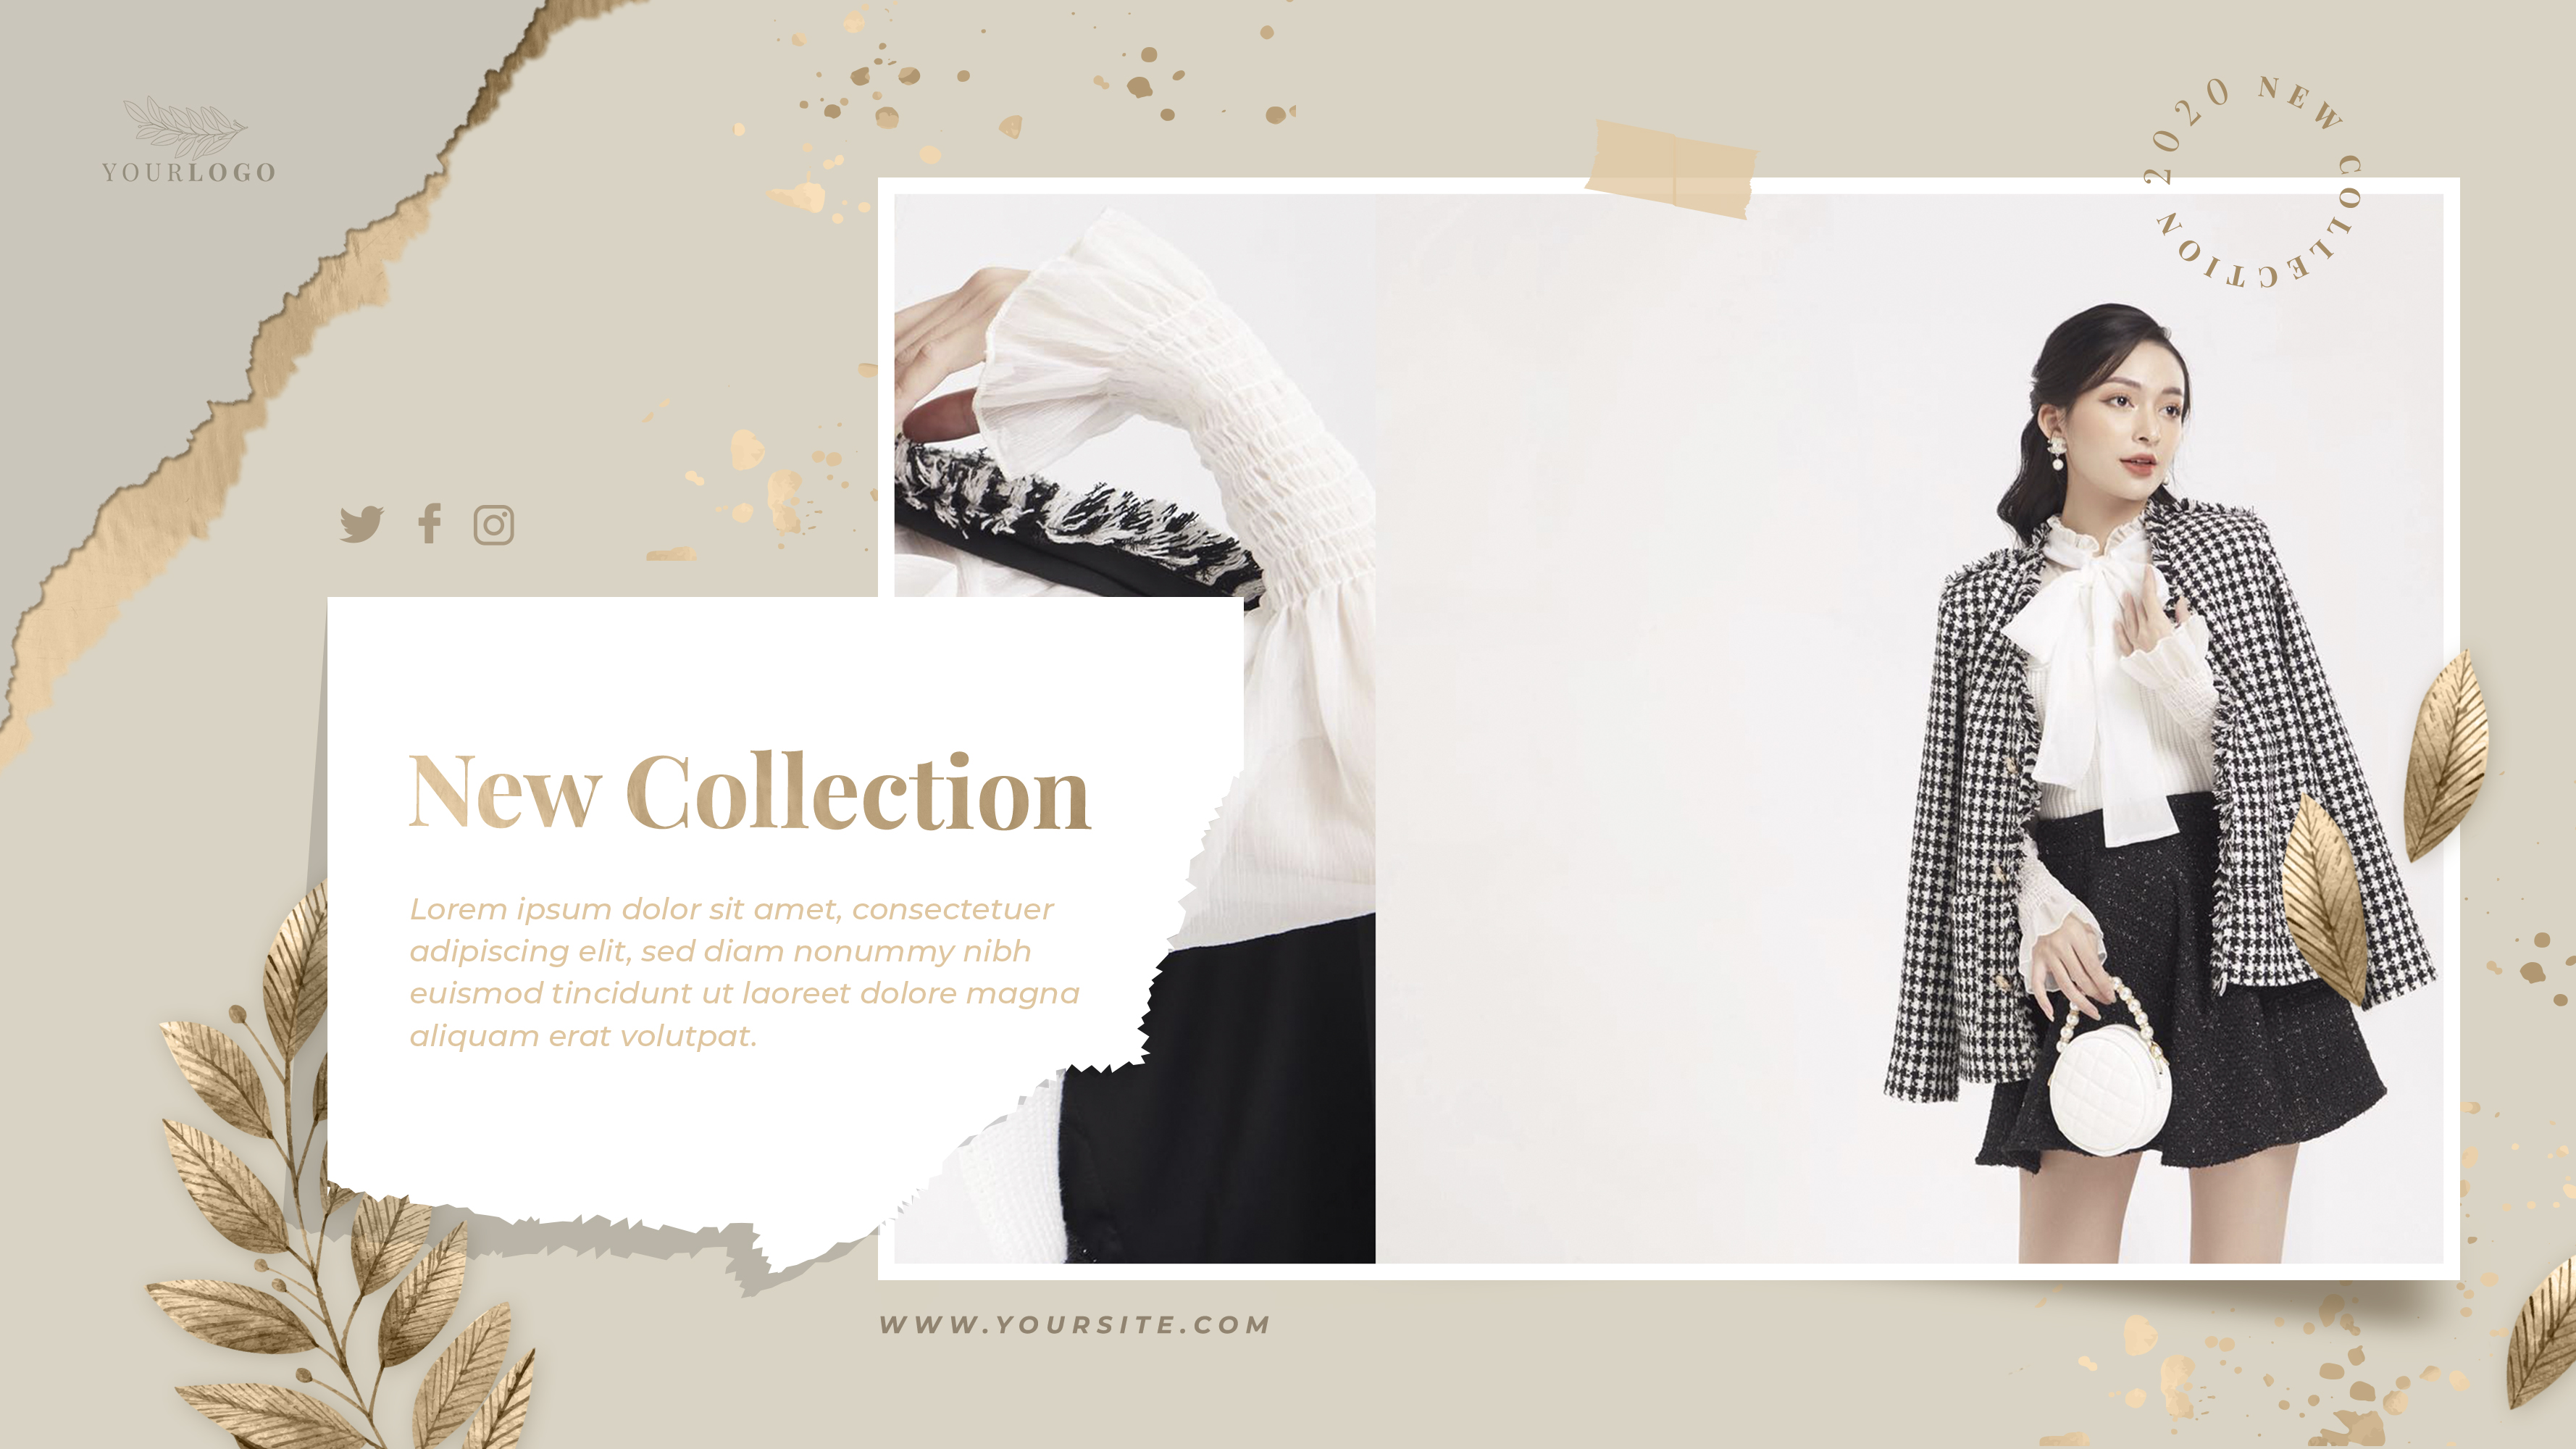 YOURLOGO
2020 NEW COLLECTION
New Collection
Lorem ipsum dolor sit amet, consectetuer
adipiscing elit, sed diam nonummy nibh
euismod tincidunt ut laoreet dolore magna
aliquam erat volutpat.
WWW.YOURSITE.COM